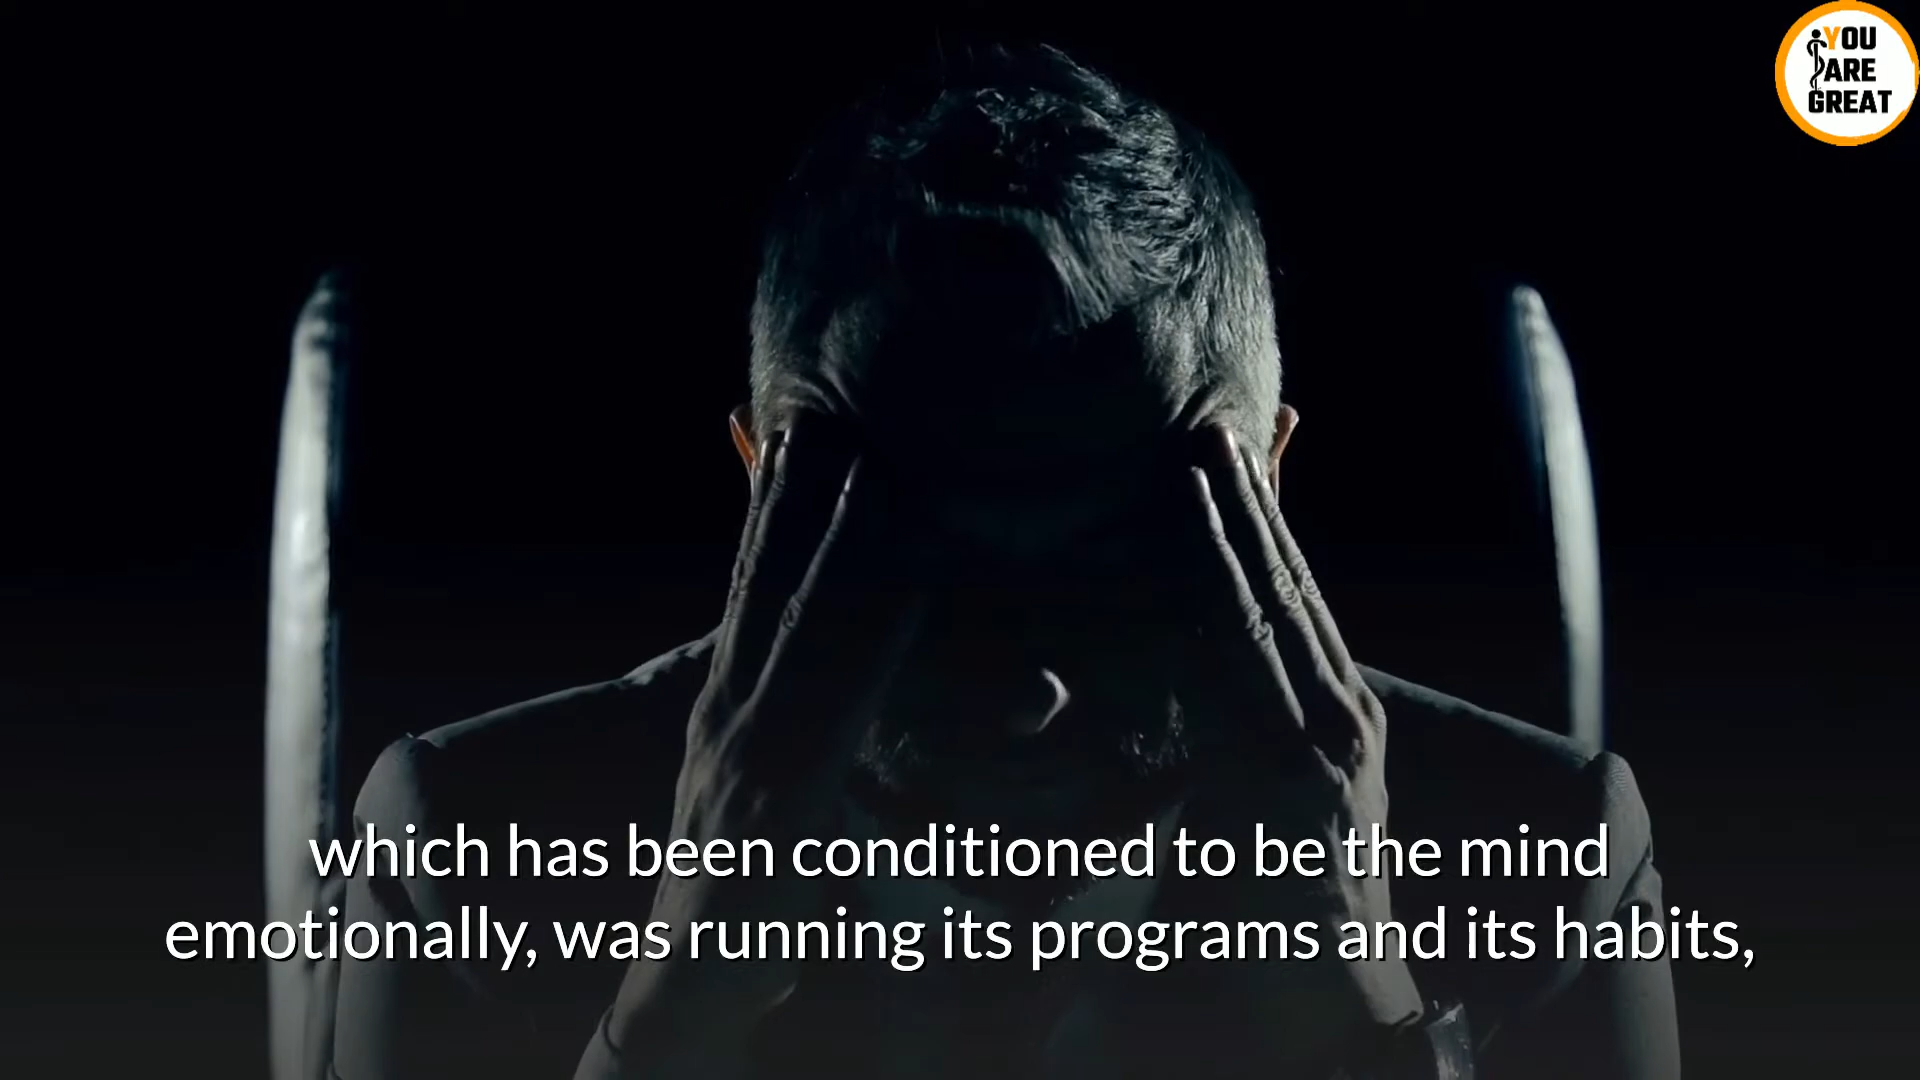 YOU
ARE
GREAT
which has been conditioned to be the mind
emotionally, was running its programs and its habits,